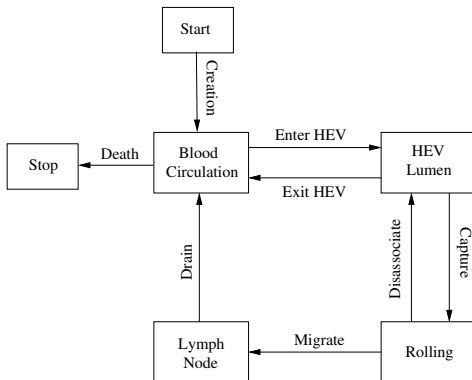 Start
Creation
Stop
Death
Blood
Circulation
Enter HEV
Exit HEV
HEV
Lumen
Drain
Disassociate
Capture
Lymph
Node
Migrate
Rolling